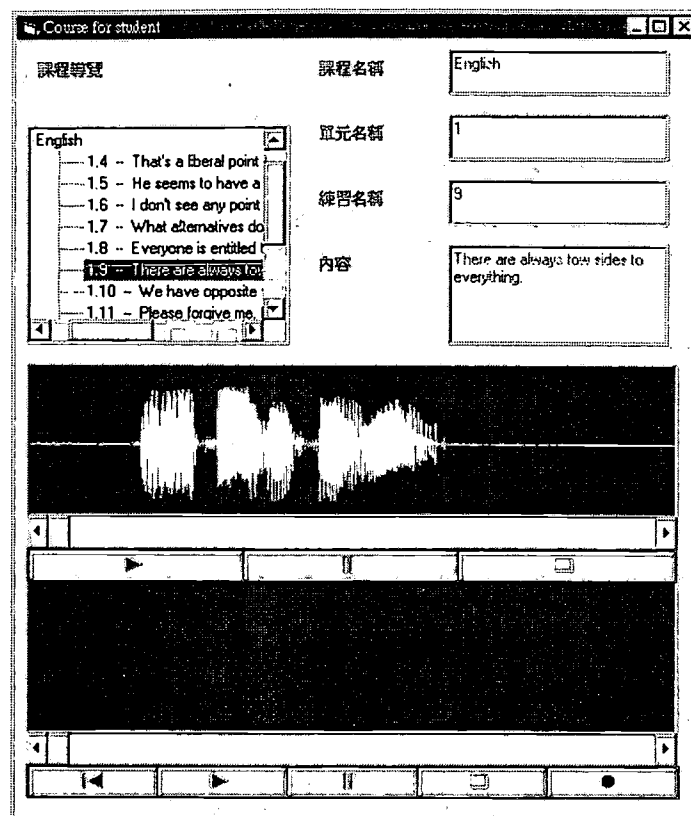 Course for student
課程導覽
課程名稱
English
單元名稱
1
練習名稱
9
內容
There are always tow sides to
everything.
English
1.4 -- That's a liberal point
1.5 -- He seems to have a
1.6 -- I don't see any point
1.7 -- What alternatives do
1.8 -- Everyone is entitled
1.9 -- There are always tow
1.10 -- We have opposite
1.11 -- Please forgive me,